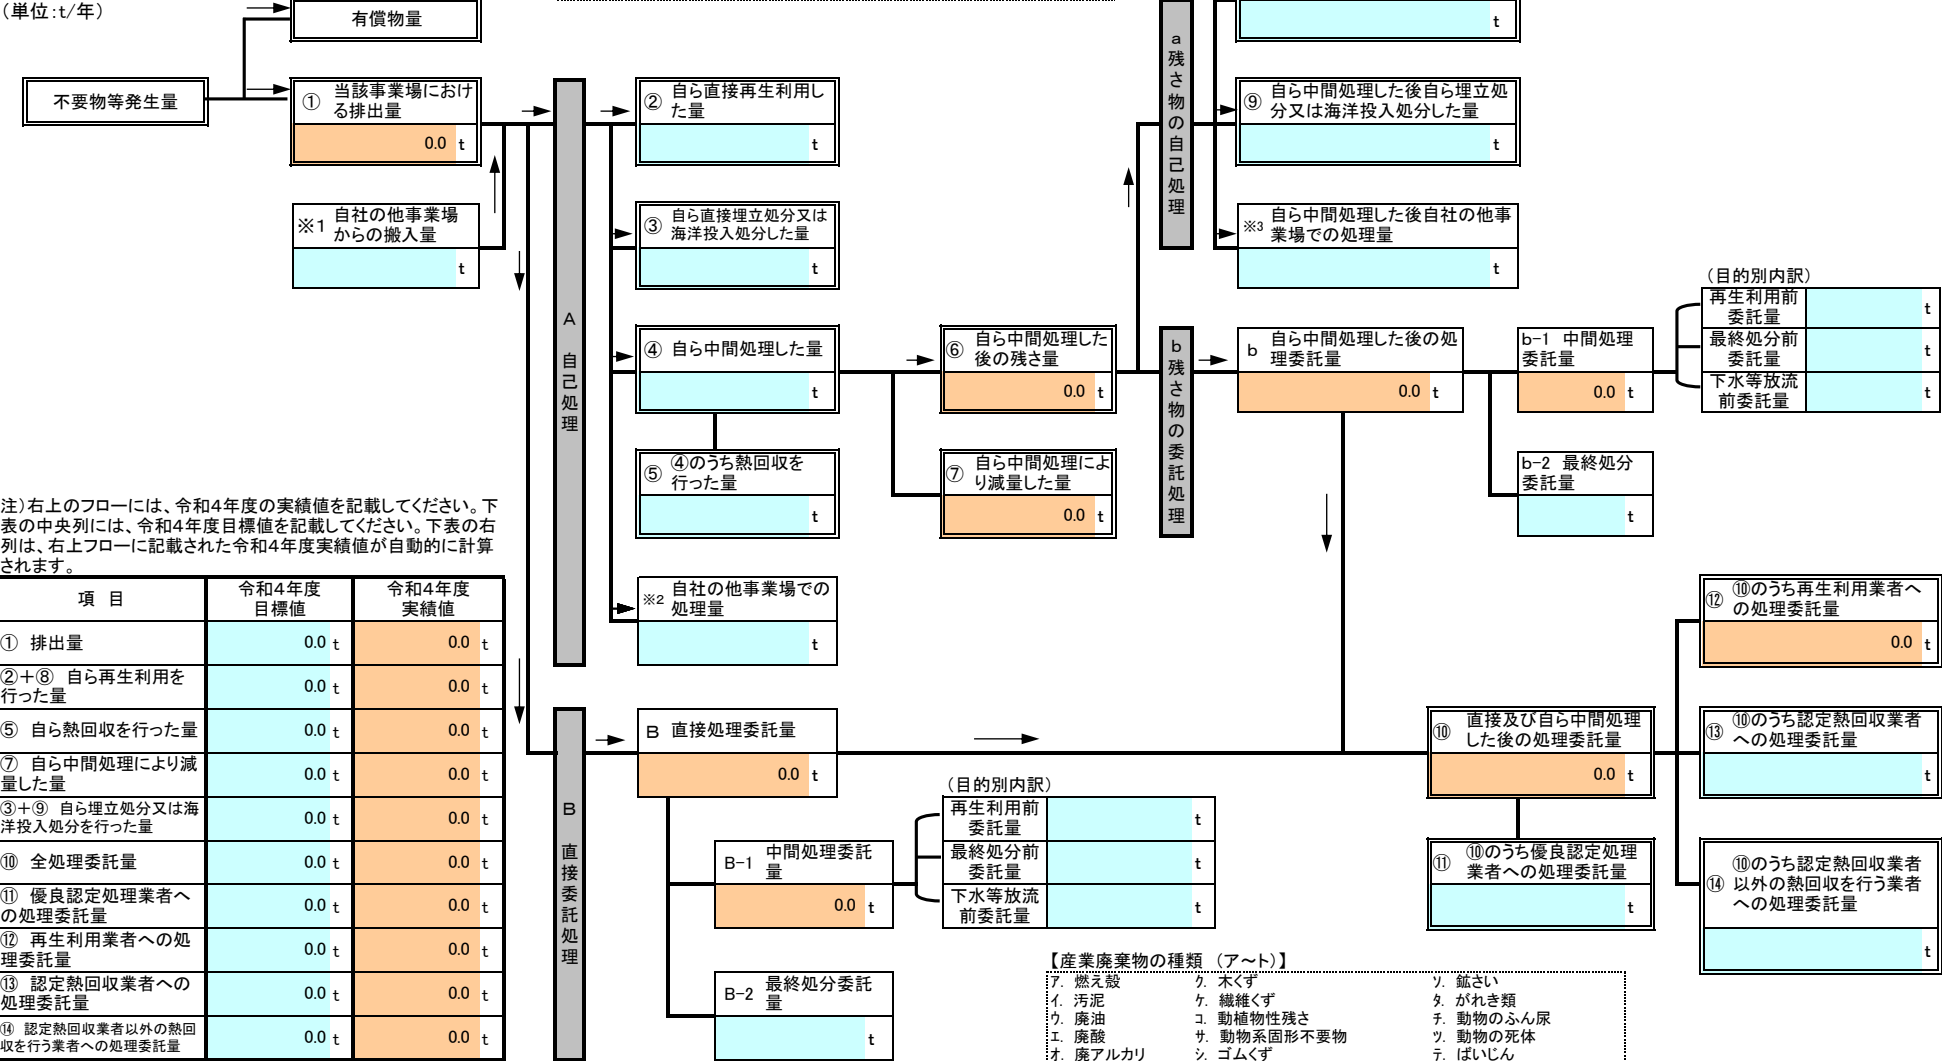 （単位：t/年）
有償物量
不要物等発生量
① 当該事業場におけ
る排出量
0.0 t
※1 自社の他事業場
からの搬入量
t
A 自己処理
② 自ら直接再生利用し
た量
t
③ 自ら直接埋立処分又は
海洋投入処分した量
t
④ 自ら中間処理した量
t
⑤ ④のうち熱回収を
行った量
t
※2 自社の他事業場での
処理量
t
⑥ 自ら中間処理した
後の残さ量
0.0 t
⑦ 自ら中間処理によ
り減量した量
0.0 t
a 残さ物の自己処理
t
⑨ 自ら中間処理した後自ら埋立処
分又は海洋投入処分した量
t
※3 自ら中間処理した後自社の他事
業場での処理量
t
b 残さ物の委託処理
b 自ら中間処理した後の処
理委託量
0.0 t
b-1 中間処理
委託量
0.0 t
b-2 最終処分
委託量
t
（目的別内訳）
再生利用前
委託量
t
最終処分前
委託量
t
下水等放流
前委託量
t
注）右上のフローには、令和4年度の実績値を記載してください。下
表の中央列には、令和4年度目標値を記載してください。下表の右
列は、右上フローに記載された令和4年度実績値が自動的に計算
されます。
項 目
令和4年度
目標値
令和4年度
実績値
① 排出量
0.0 t 0.0 t
②＋⑧ 自ら再生利用を
行った量
0.0 t 0.0 t
⑤ 自ら熱回収を行った量
0.0 t 0.0 t
⑦ 自ら中間処理により減
量した量
0.0 t 0.0 t
③＋⑨ 自ら埋立処分又は海
洋投入処分を行った量
0.0 t 0.0 t
⑩ 全処理委託量
0.0 t 0.0 t
⑪ 優良認定処理業者へ
の処理委託量
0.0 t 0.0 t
⑫ 再生利用業者への処
理委託量
0.0 t 0.0 t
⑬ 認定熱回収業者への
処理委託量
0.0 t 0.0 t
⑭ 認定熱回収業者以外の熱回
収を行う業者への処理委託量
0.0 t 0.0 t
B 直接委託処理
B 直接処理委託量
0.0 t
B-1 中間処理委託
量
0.0 t
B-2 最終処分委託
量
t
（目的別内訳）
再生利用前
委託量
t
最終処分前
委託量
t
下水等放流
前委託量
t
⑩ 直接及び自ら中間処理
した後の処理委託量
0.0 t
⑪ ⑩のうち優良認定処理
業者への処理委託量
t
⑫ ⑩のうち再生利用業者へ
の処理委託量
0.0 t
⑬ ⑩のうち認定熱回収業者
への処理委託量
t
⑭ ⑩のうち認定熱回収業者
以外の熱回収を行う業者
への処理委託量
t
【産業廃棄物の種類 （ア～ト）】
ア. 燃え殻 ク. 木くず ソ. 鉱さい
イ. 汚泥 ケ. 繊維くず タ. がれき類
ウ. 廃油 コ. 動植物性残さ チ. 動物のふん尿
エ. 廃酸 サ. 動物系固形不要物 ツ. 動物の死体
オ. 廃アルカリ シ. ゴムくず テ. ばいじん